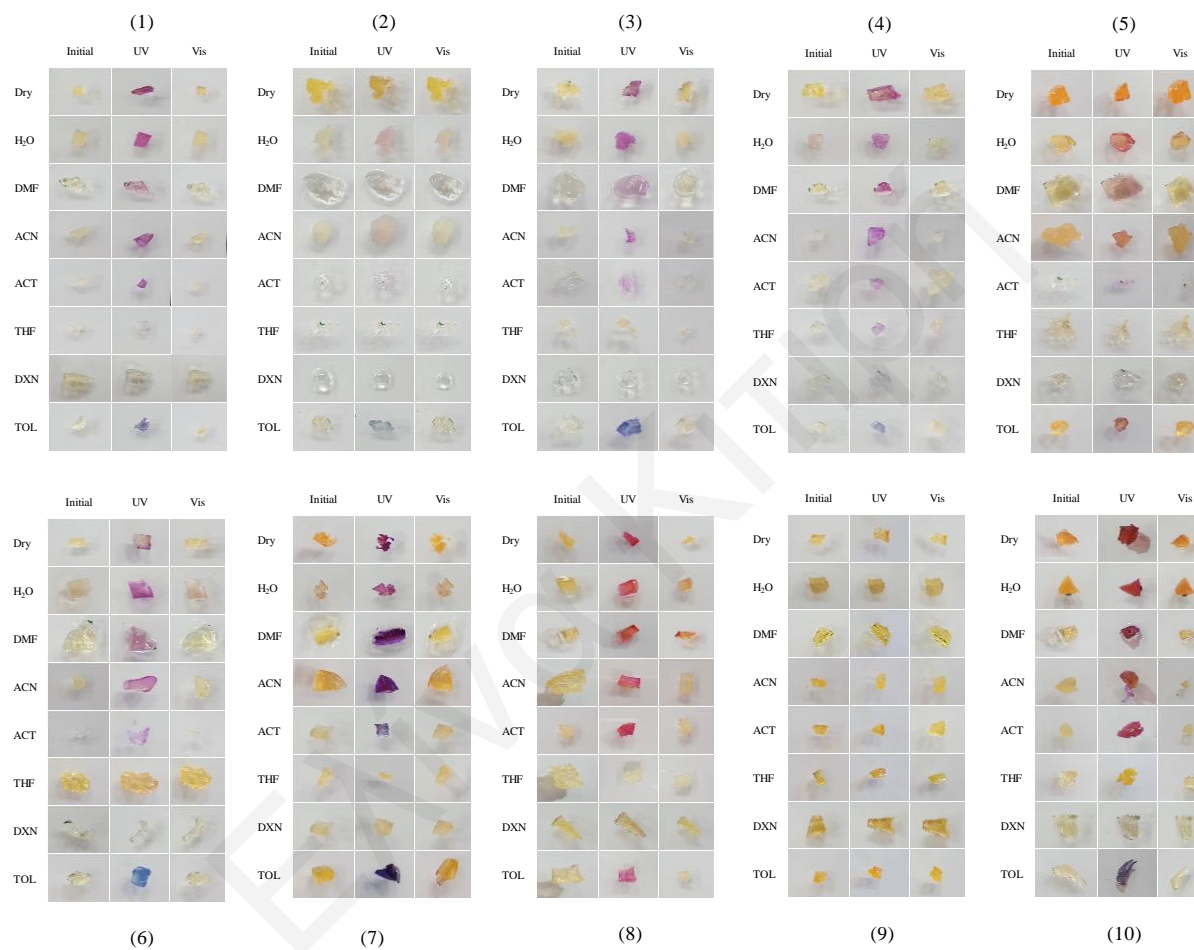 (1) (2) (3) (4) (5)
Initial UV Vis Initial UV Vis Initial UV Vis Initial UV Vis Initial UV Vis
Dry Dry Dry Dry Dry
H₂O H₂O H₂O H₂O H₂O
DMF DMF DMF DMF DMF
ACN ACN ACN ACN ACN
ACT ACT ACT ACT ACT
THF THF THF THF THF
DXN DXN DXN DXN DXN
TOL TOL TOL TOL TOL
Initial UV Vis Initial UV Vis Initial UV Vis Initial UV Vis Initial UV Vis
Dry Dry Dry Dry Dry
H₂O H₂O H₂O H₂O H₂O
DMF DMF DMF DMF DMF
ACN ACN ACN ACN ACN
ACT ACT ACT ACT ACT
THF THF THF THF THF
DXN DXN DXN DXN DXN
TOL TOL TOL TOL TOL
(6) (7) (8) (9) (10)